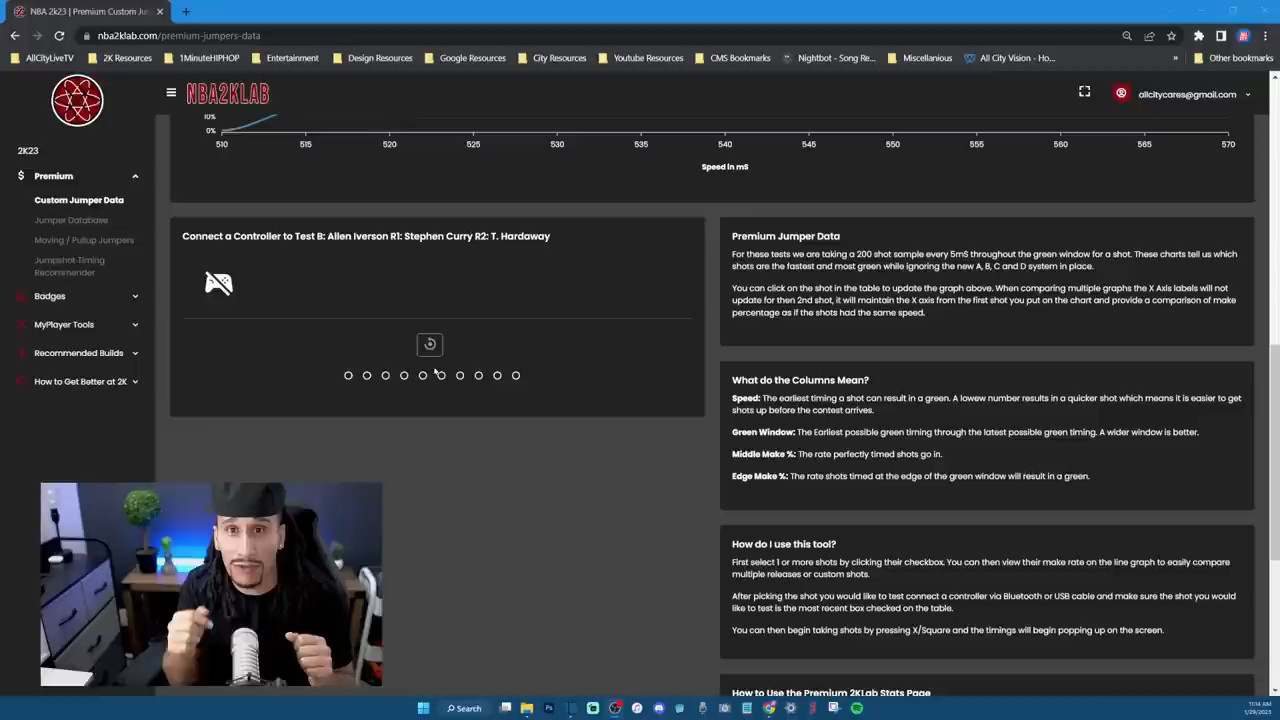 NBA 2k23 | Premium Custom Ju
nba2klab.com/premium-jumpers-data
AllCityLiveTV
2K Resources
1MinuteHIPHOP
Entertainment
Design Resources
Google Resources
City Resources
Youtube Resources
CMS Bookmarks
Nightbot - Song Re...
Miscellanious
All City Vision - Ho...
»
Other bookmarks
NBA2KLAB
allcitycares@gmail.com
2K23
$ Premium
Custom Jumper Data
Jumper Database
Moving / Pullup Jumpers
Jumpshot Timing
Recommender
Badges
MyPlayer Tools
Recommended Builds
How to Get Better at 2K
10%
0%
510 515 520 525 530 535 540 545 550 555 560 565 570
Speed in mS
Connect a Controller to Test B: Allen Iverson R1: Stephen Curry R2: T. Hardaway
Premium Jumper Data
For these tests we are taking a 200 shot sample every 5mS throughout the green window for a shot. These charts tell us which
shots are the fastest and most green while ignoring the new A, B, C and D system in place.
You can click on the shot in the table to update the graph above. When comparing multiple graphs the X Axis labels will not
update for then 2nd shot, it will maintain the X axis from the first shot you put on the chart and provide a comparison of make
percentage as if the shots had the same speed.
What do the Columns Mean?
Speed: The earliest timing a shot can result in a green. A lowew number results in a quicker shot which means it is easier to get
shots up before the contest arrives.
Green Window: The Earliest possible green timing through the latest possible green timing. A wider window is better.
Middle Make %: The rate perfectly timed shots go in.
Edge Make %: The rate shots timed at the edge of the green window will result in a green.
How do I use this tool?
First select 1 or more shots by clicking their checkbox. You can then view their make rate on the line graph to easily compare
multiple releases or custom shots.
After picking the shot you would like to test connect a controller via Bluetooth or USB cable and make sure the shot you would
like to test is the most recent box checked on the table.
You can then begin taking shots by pressing X/Square and the timings will begin popping up on the screen.
How to Use the Premium 2KLab Stats Page
Search
11:14 AM
1/29/2023